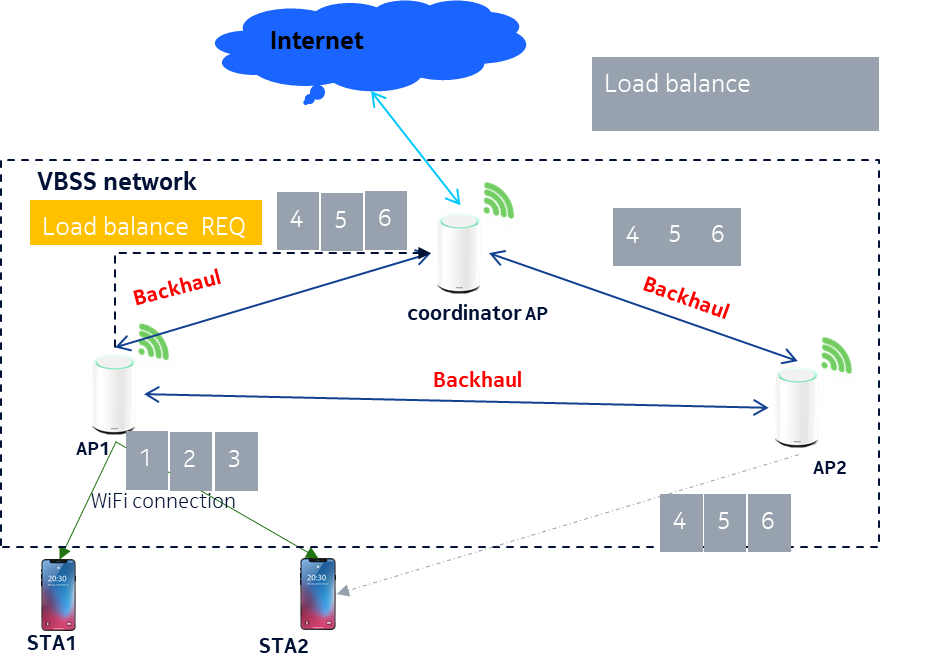 Internet
Load balance
VBSS network
Load balance REQ
4 5 6
4 5 6
Backhaul
Backhaul
coordinator AP
Backhaul
AP1
1 2 3
AP2
WiFi connection
4 5 6
20:30
20:30
STA1
STA2